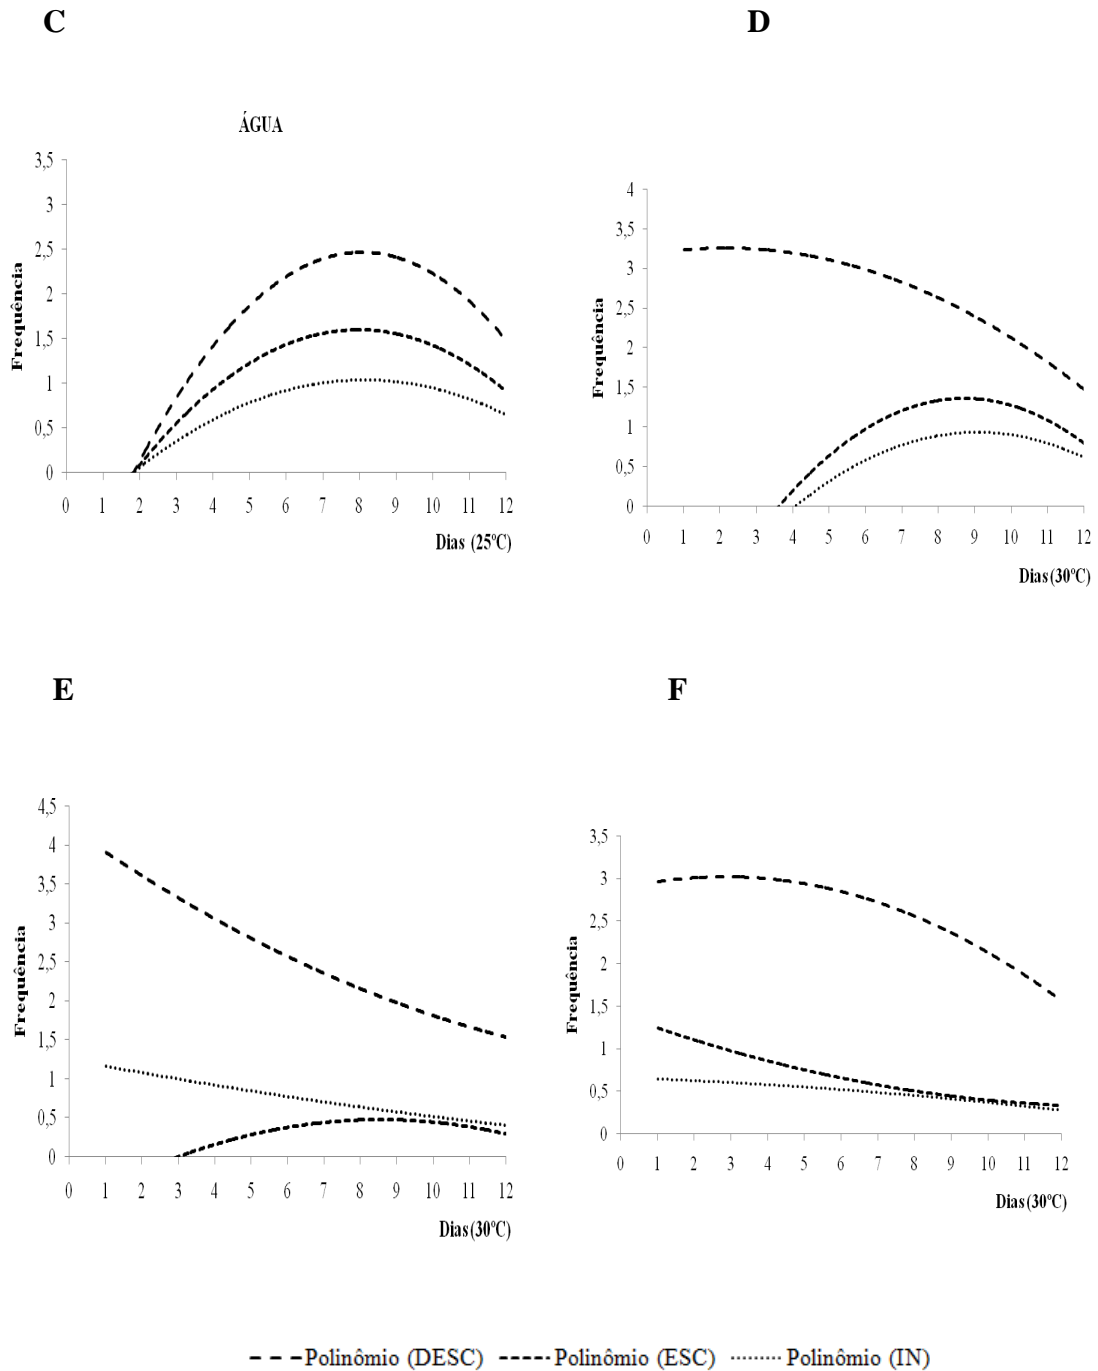 C
D
ÁGUA
Frequência
3,5
3
2,5
2
1,5
1
0,5
0
0 1 2 3 4 5 6 7 8 9 10 11 12
Dias (25ºC)
Frequência
4
3,5
3
2,5
2
1,5
1
0,5
0
0 1 2 3 4 5 6 7 8 9 10 11 12
Dias (30ºC)
E
F
Frequência
4,5
4
3,5
3
2,5
2
1,5
1
0,5
0
0 1 2 3 4 5 6 7 8 9 10 11 12
Dias (30ºC)
Frequência
3,5
3
2,5
2
1,5
1
0,5
0
0 1 2 3 4 5 6 7 8 9 10 11 12
Dias (30ºC)
Polinômio (DESC) Polinômio (ESC) Polinômio (IN)